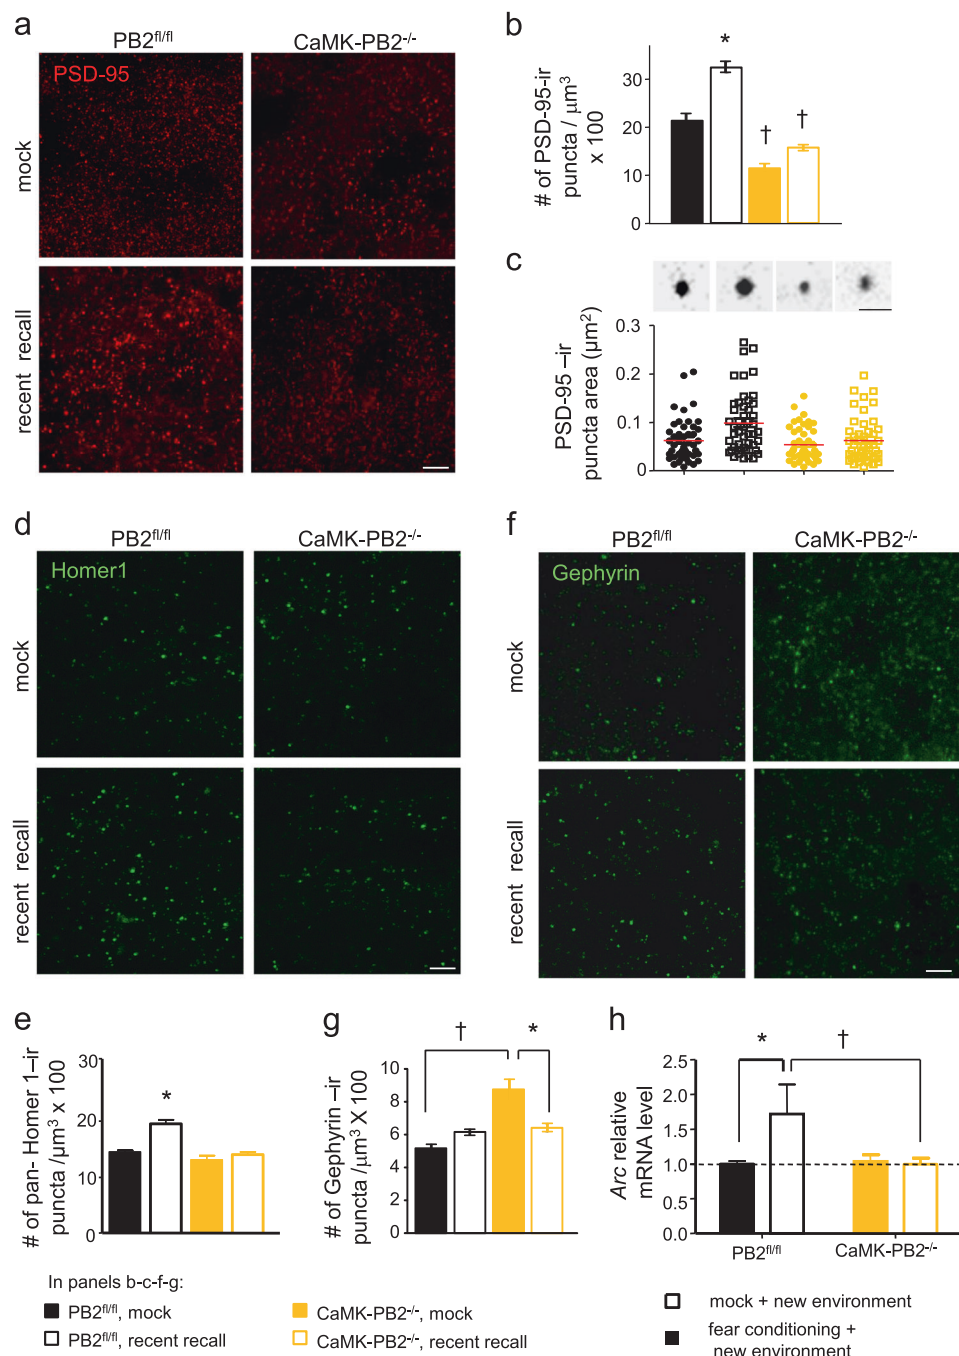 a
PB2fl/fl
CaMK-PB2-/-
PSD-95
mock
recent recall
b
# of PSD-95-ir
puncta / μm3
x 100
30
20
10
0
*
†
†
c
PSD-95 –ir
puncta area (μm2)
0.3
0.2
0.1
0
d
PB2fl/fl
CaMK-PB2-/-
Homer1
mock
recent recall
f
PB2fl/fl
CaMK-PB2-/-
Gephyrin
mock
recent recall
e
# of pan- Homer 1–ir
puncta /μm3 x 100
30
20
10
0
*
g
# of Gephyrin –ir
puncta /μm3 X 100
10
8
6
4
2
0
†
*
h
Arc relative
mRNA level
2.5
2.0
1.5
1.0
0.5
0.0
*
†
PB2fl/fl
CaMK-PB2-/-
In panels b-c-f-g:
PB2fl/fl, mock
PB2fl/fl, recent recall
CaMK-PB2-/-, mock
CaMK-PB2-/-, recent recall
mock + new environment
fear conditioning +
new environment